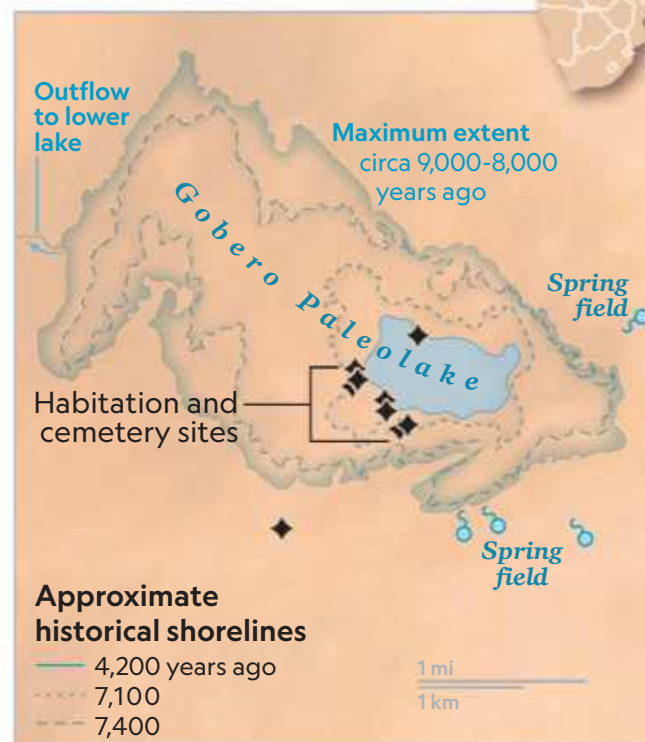 Outflow
to lower
lake
Maximum extent
circa 9,000-8,000
years ago
Gobero Paleolake
Spring
field
Habitation and
cemetery sites
Spring
field
Approximate
historical shorelines
4,200 years ago
7,100
7,400
1 mi
1 km